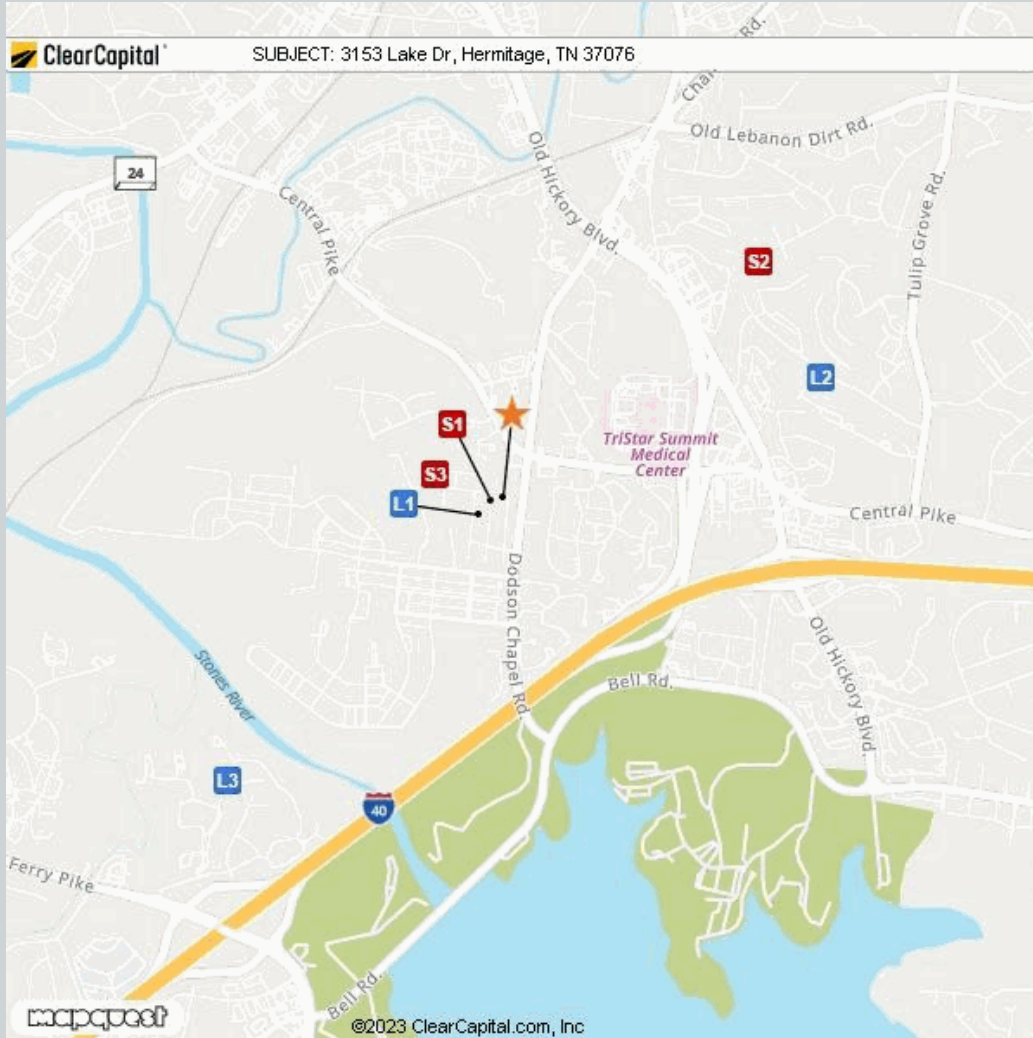 ClearCapital
SUBJECT: 3153 Lake Dr, Hermitage, TN 37076
Rd.
Old Lebanon Dirt Rd.
Old Hickory Blvd.
24
Central Pike
Tulip Grove Rd.
S2
L2
S1
TriStar Summit
Medical
Center
S3
L1
Central Pike
Dodson Chapel Rd.
Old Hickory Blvd.
Stones River
Bell Rd.
L3
40
Ferry Pike
Bell Rd.
mapquest
©2023 ClearCapital.com, Inc